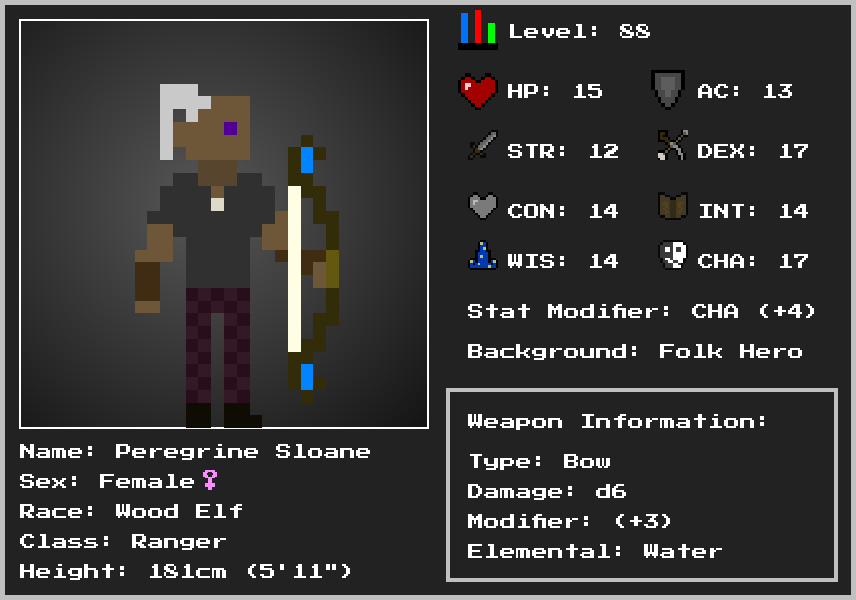 Level: 88
HP: 15
AC: 13
STR: 12
DEX: 17
CON: 14
INT: 14
WIS: 14
CHA: 17
Stat Modifier: CHA (+4)
Background: Folk Hero
Weapon Information:
Type: Bow
Damage: d6
Modifier: (+3)
Elemental: Water
Name: Peregrine Sloane
Sex: Female♀
Race: Wood Elf
Class: Ranger
Height: 181cm (5'11")